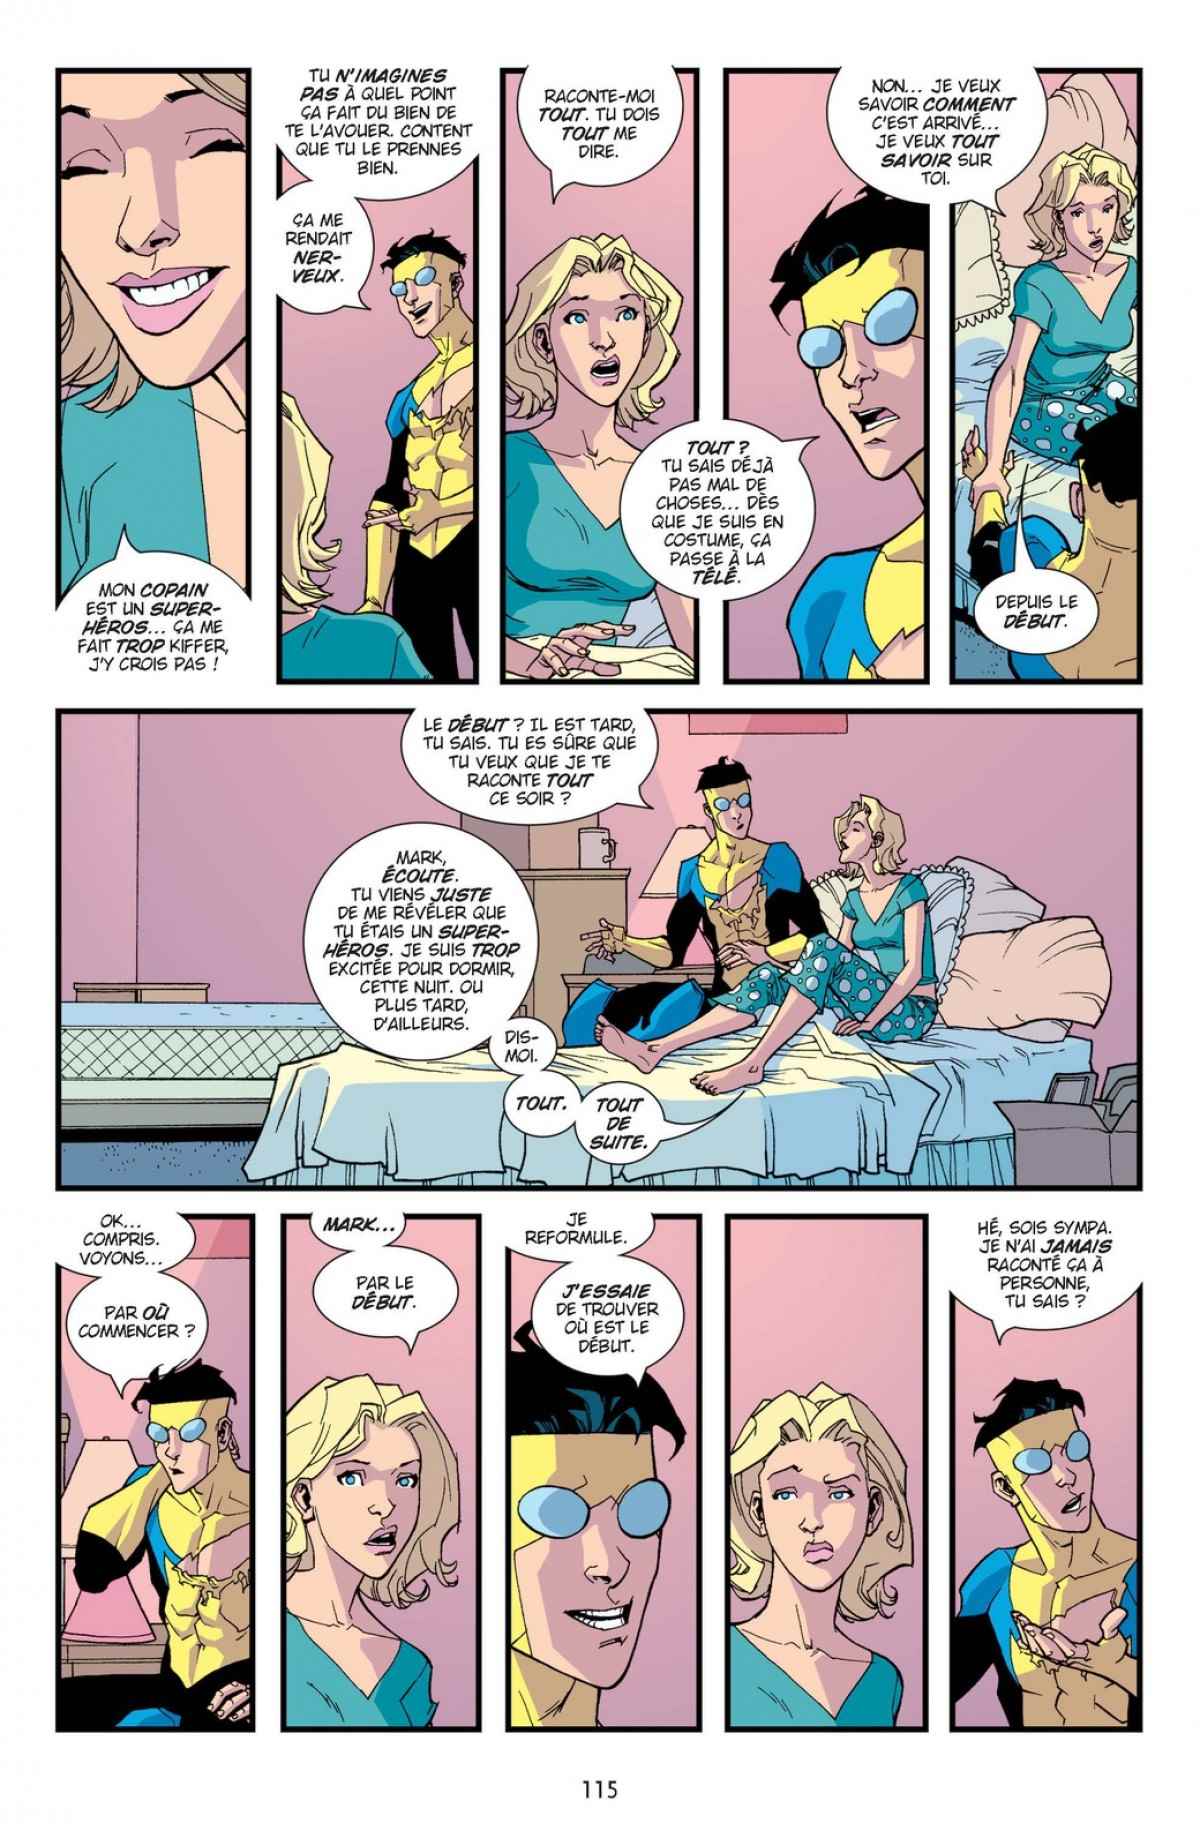 MON COPAIN
EST UN SUPER-
HÉROS... ÇA ME
FAIT TROP KIFFER,
J'Y CROIS PAS !
TU N'IMAGINES
PAS À QUEL POINT
ÇA FAIT DU BIEN DE
TE L'AVOUER. CONTENT
QUE TU LE PRENNES
BIEN.
ÇA ME
RENDAIT
NER-
VEUX.
RACONTE-MOI
TOUT. TU DOIS
TOUT ME
DIRE.
TOUT ?
TU SAIS DÉJÀ
PAS MAL DE
CHOSES... DÈS
QUE JE SUIS EN
COSTUME, ÇA
PASSE À LA
TÉLÉ.
NON... JE VEUX
SAVOIR COMMENT
C'EST ARRIVÉ...
JE VEUX TOUT
SAVOIR SUR
TOI.
DEPUIS LE
DÉBUT.
LE DÉBUT ? IL EST TARD,
TU SAIS. TU ES SÛRE QUE
TU VEUX QUE JE TE
RACONTE TOUT
CE SOIR ?
MARK,
ÉCOUTE.
TU VIENS JUSTE
DE ME RÉVÉLER QUE
TU ÉTAIS UN SUPER-
HÉROS. JE SUIS TROP
EXCITÉE POUR DORMIR,
CETTE NUIT. OU
PLUS TARD,
D'AILLEURS.
DIS-
MOI.
TOUT.
TOUT
DE
SUITE.
OK...
COMPRIS.
VOYONS...
PAR OÙ
COMMENCER ?
MARK...
PAR LE
DÉBUT.
JE
REFORMULE.
J'ESSAIE
DE TROUVER
OÙ EST LE
DÉBUT.
HÉ, SOIS SYMPA.
JE N'AI JAMAIS
RACONTÉ ÇA À
PERSONNE,
TU SAIS ?
115